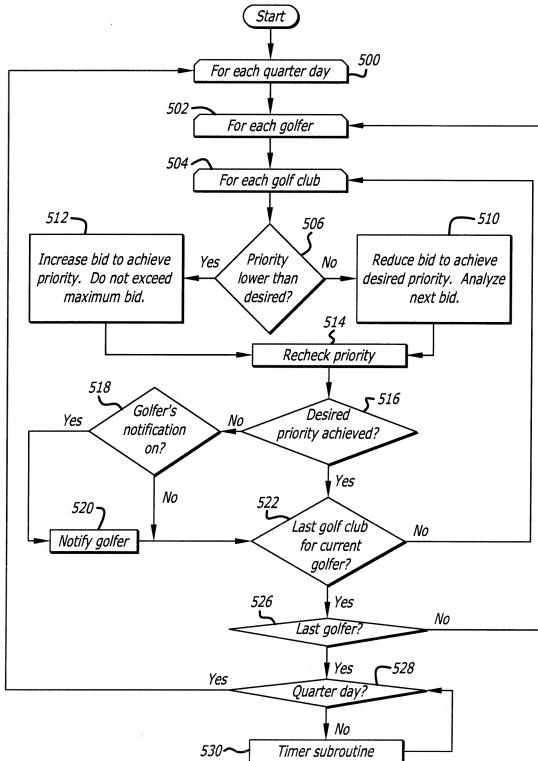 Start
For each quarter day
500
502
For each golfer
504
For each golf club
512
506
510
Increase bid to achieve
priority. Do not exceed
maximum bid.
Yes
Priority
lower than
desired?
No
Reduce bid to achieve
desired priority. Analyze
next bid.
514
Recheck priority
518
Golfer's
notification
on?
Yes
No
516
Desired
priority achieved?
No
Yes
520
Notify golfer
522
Last golf club
for current
golfer?
No
Yes
526
Last golfer?
No
Yes
528
Yes
Quarter day?
No
530
Timer subroutine